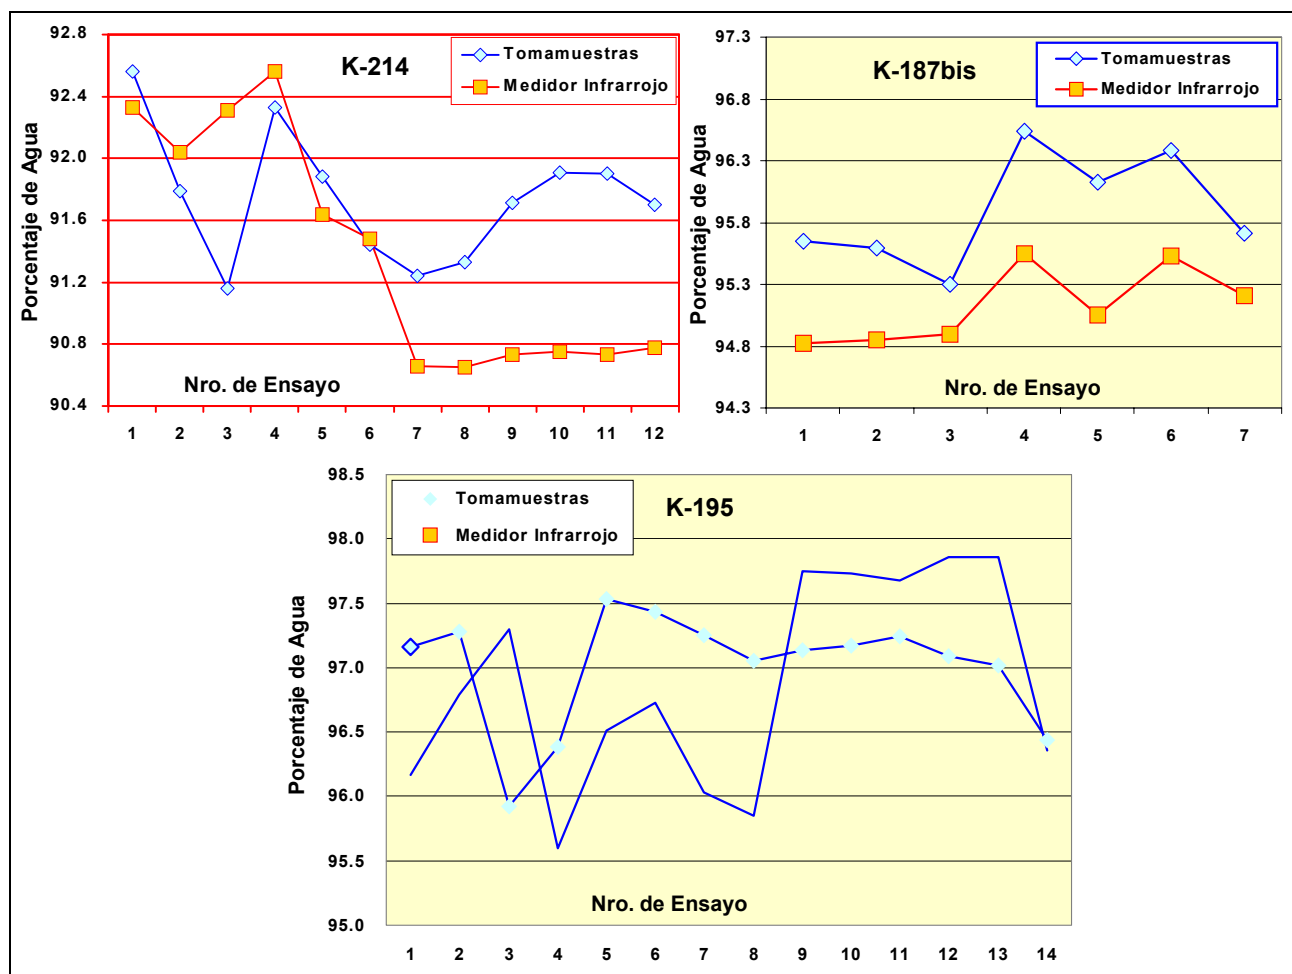 K-214
Tomamuestras
Medidor Infrarrojo
Porcentaje de Agua
92.8
92.4
92.0
91.6
91.2
90.8
90.4
Nro. de Ensayo
1 2 3 4 5 6 7 8 9 10 11 12
K-187bis
Tomamuestras
Medidor Infrarrojo
Porcentaje de Agua
97.3
96.8
96.3
95.8
95.3
94.8
94.3
Nro. de Ensayo
1 2 3 4 5 6 7
Tomamuestras
Medidor Infrarrojo
K-195
Porcentaje de Agua
98.5
98.0
97.5
97.0
96.5
96.0
95.5
95.0
Nro. de Ensayo
1 2 3 4 5 6 7 8 9 10 11 12 13 14